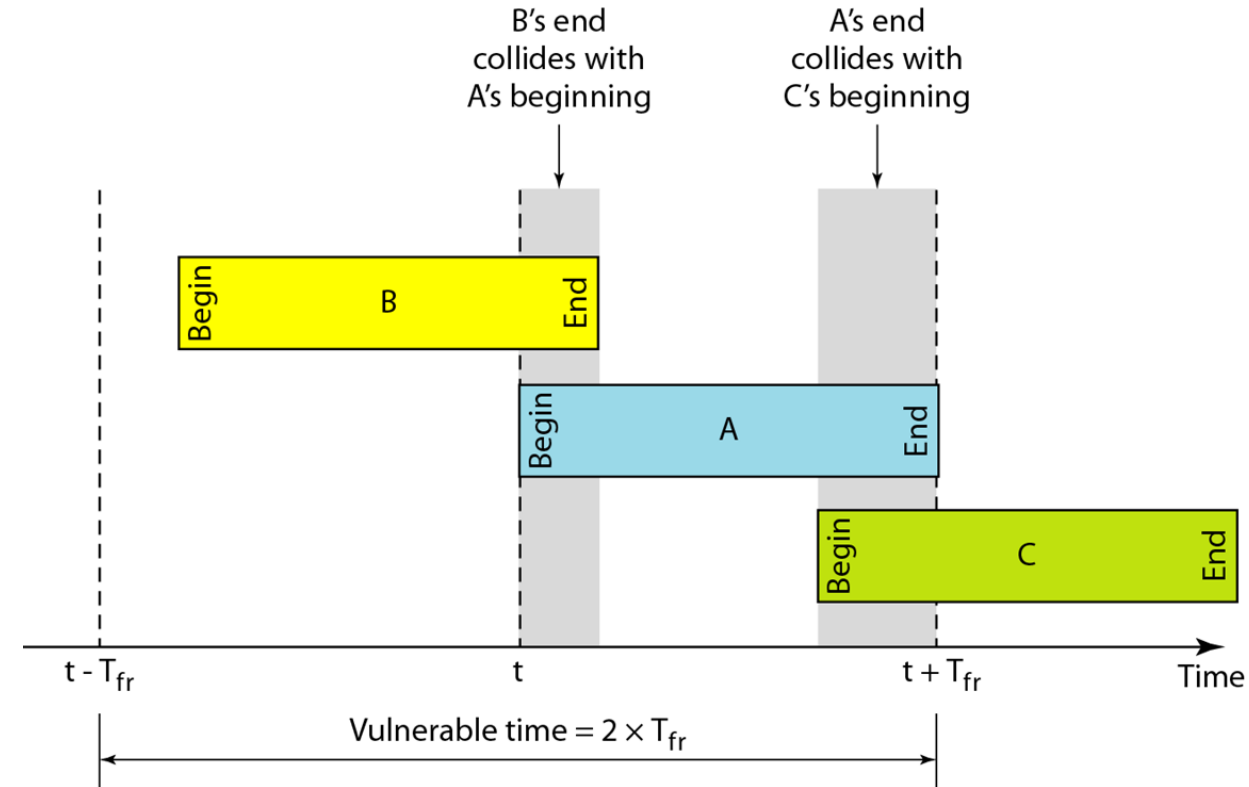 B’s end
collides with
A’s beginning
A’s end
collides with
C’s beginning
Begin
B
End
Begin
A
End
Begin
C
End
t - Tfr
t
t + Tfr
Time
Vulnerable time = 2 × Tfr